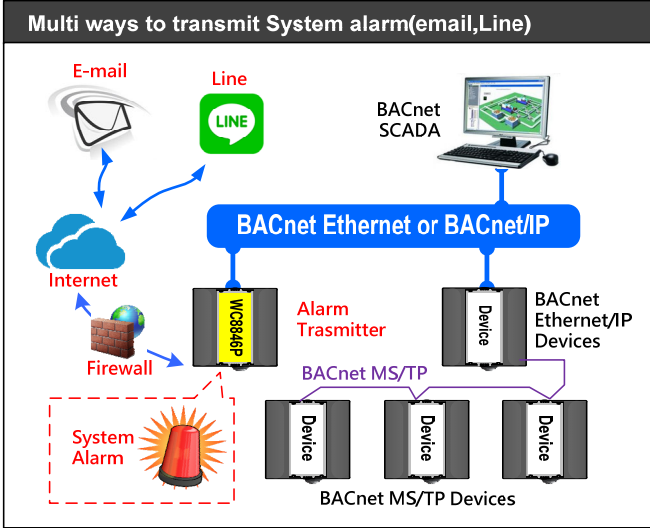 Multi ways to transmit System alarm(email,Line)
E-mail
Line
LINE
BACnet
SCADA
BACnet Ethernet or BACnet/IP
Internet
WC8846P
Alarm
Trasmitter
Device
BACnet
Ethernet/IP
Devices
Firewall
BACnet MS/TP
System
Alarm
Device
Device
Device
BACnet MS/TP Devices